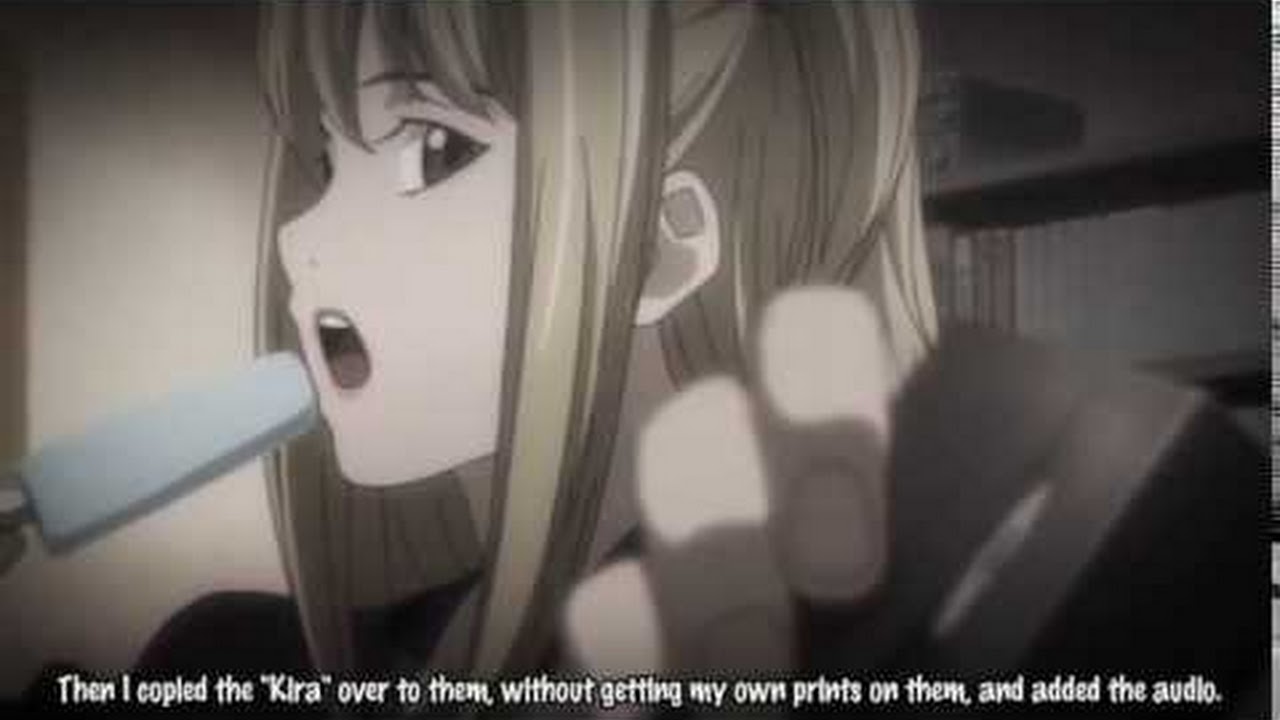 Then I copied the "Kira" over to them, without getting my own prints on them, and added the audio.